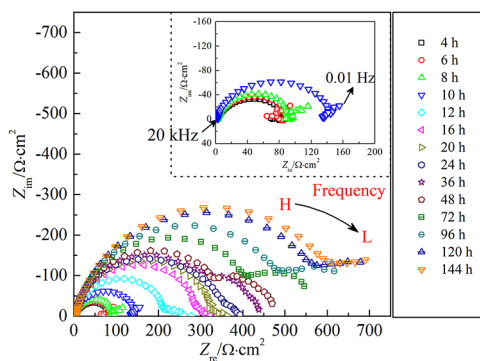 -750
-700
-600
-500
-400
-300
-200
-100
0
0 100 200 300 400 500 600 700
Z_im/Ω·cm²
Z_re/Ω·cm²
-160
-120
-80
-40
0
0 40 80 120 160 200
Z_im/Ω·cm²
Z_re/Ω·cm²
0.01 Hz
20 kHz
Frequency
H
L
4 h
6 h
8 h
10 h
12 h
16 h
20 h
24 h
36 h
48 h
72 h
96 h
120 h
144 h